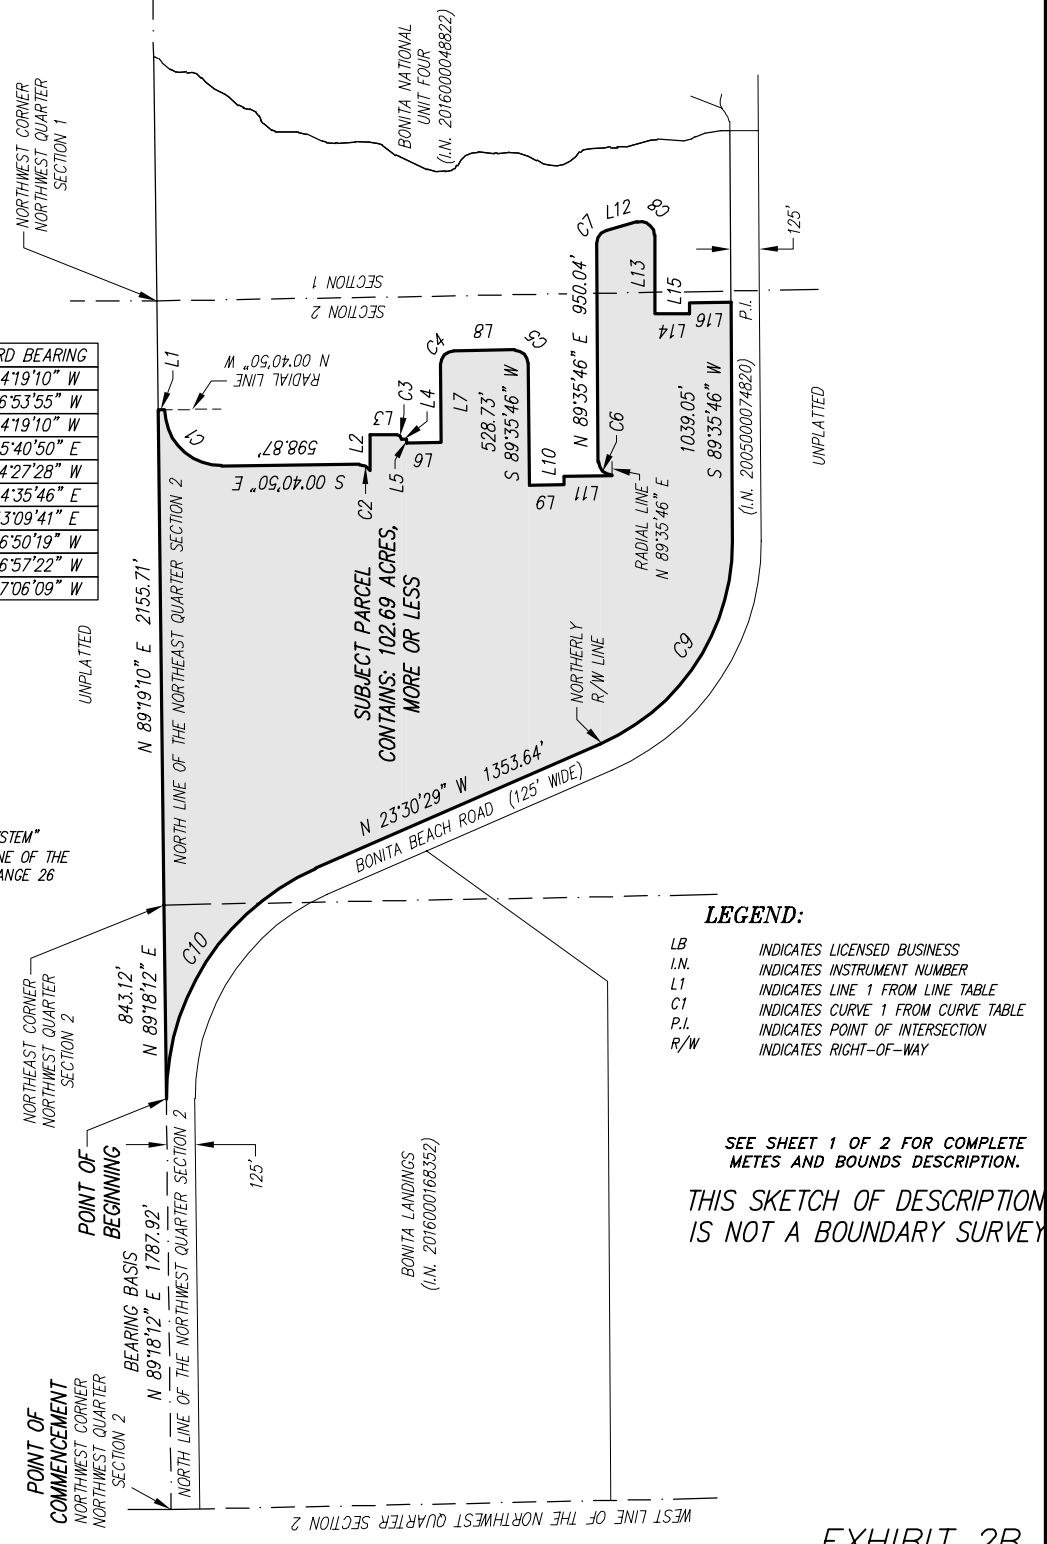 NORTHWEST CORNER
NORTHWEST QUARTER
SECTION 1
BONITA NATIONAL
UNIT FOUR
(I.N. 2016000048822)
125'
SECTION 1
SECTION 2
RD BEARING
4°19'10" W
6°53'55" W
4°19'10" W
5°40'50" E
4°27'28" W
4°35'46" E
3°09'41" E
6°50'19" W
6°57'22" W
7°06'09" W
L1
N 00°40'50" W
RADIAL LINE
C1
598.87'
S 00°40'50" E
L2
C2
L3
C3
L4
L5
L6
C4
L7
L8
C5
528.73'
S 89°35'46" W
L9
L10
L11
N 89°35'46" E 950.04'
C6
RADIAL LINE
N 89°35'46" E
C7
L12
C8
L13
L14
L15
L16
1039.05'
S 89°35'46" W
P.I.
(I.N. 2005000074820)
UNPLATTED
UNPLATTED
N 89°19'10" E 2155.71'
NORTH LINE OF THE NORTHEAST QUARTER SECTION 2
SUBJECT PARCEL
CONTAINS: 102.69 ACRES,
MORE OR LESS
NORTHERLY
R/W LINE
C9
N 23°30'29" W 1353.64'
BONITA BEACH ROAD (125' WIDE)
YSTEM"
NE OF THE
ANGE 26
C10
843.12'
N 89°18'12" E
NORTHEAST CORNER
NORTHWEST QUARTER
SECTION 2
LEGEND:
LB INDICATES LICENSED BUSINESS
I.N. INDICATES INSTRUMENT NUMBER
L1 INDICATES LINE 1 FROM LINE TABLE
C1 INDICATES CURVE 1 FROM CURVE TABLE
P.I. INDICATES POINT OF INTERSECTION
R/W INDICATES RIGHT-OF-WAY
POINT OF
BEGINNING
125'
BEARING BASIS
N 89°18'12" E 1787.92'
NORTH LINE OF THE NORTHWEST QUARTER SECTION 2
BONITA LANDINGS
(I.N. 2016000168352)
SEE SHEET 1 OF 2 FOR COMPLETE
METES AND BOUNDS DESCRIPTION.
THIS SKETCH OF DESCRIPTION
IS NOT A BOUNDARY SURVEY
POINT OF
COMMENCEMENT
NORTHWEST CORNER
NORTHWEST QUARTER
SECTION 2
WEST LINE OF THE NORTHWEST QUARTER SECTION 2
EXHIBIT 2B